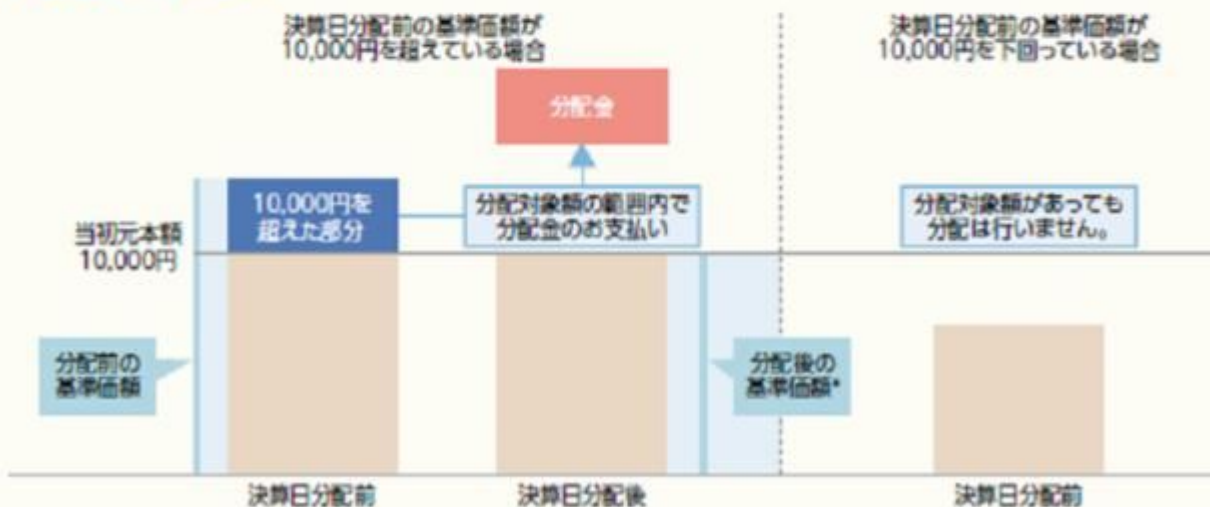 決算日分配前の基準価額が
10,000円を超えている場合
決算日分配前の基準価額が
10,000円を下回っている場合
分配金
10,000円を
超えた部分
分配対象額の範囲内で
分配金のお支払い
分配対象額があっても
分配は行いません。
当初元本額
10,000円
分配前の
基準価額
分配後の
基準価額*
決算日分配前
決算日分配後
決算日分配前